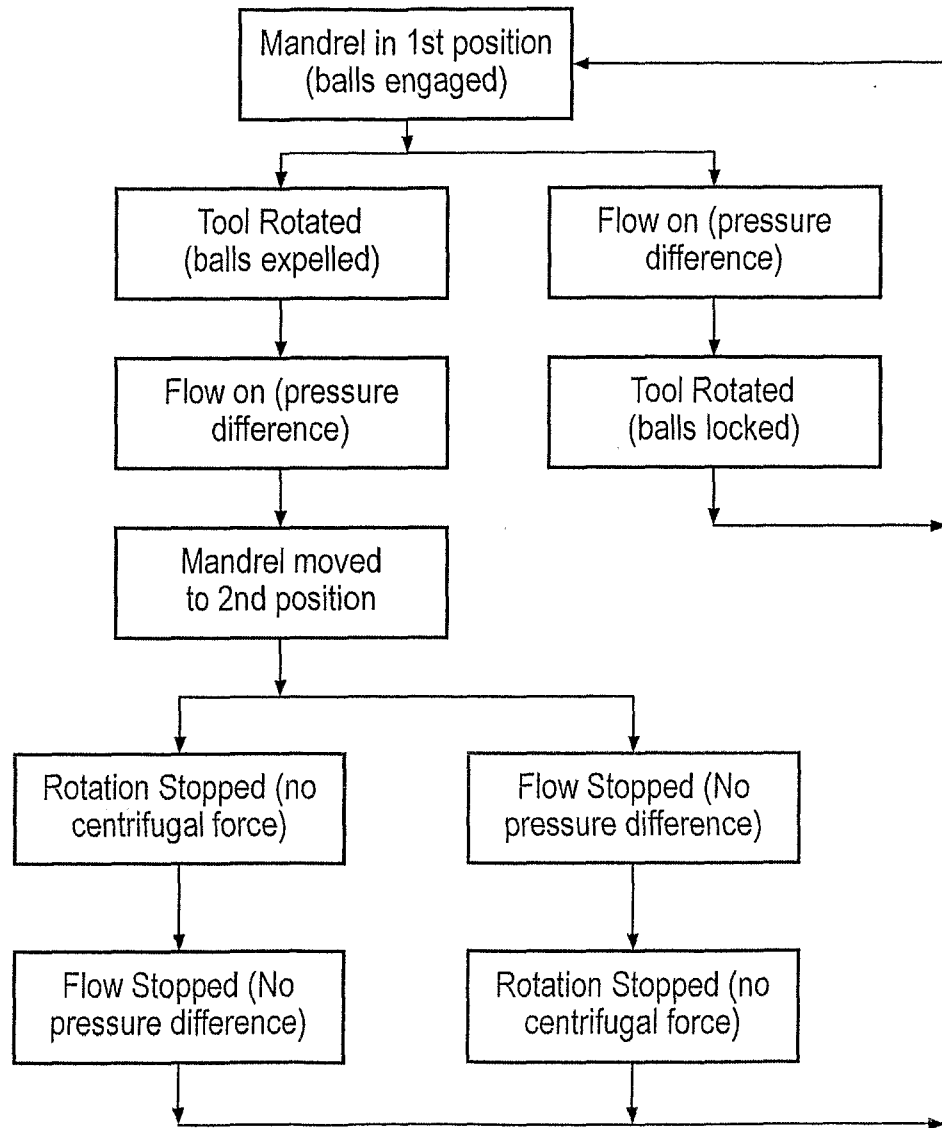 Mandrel in 1st position
(balls engaged)
Tool Rotated
(balls expelled)
Flow on (pressure
difference)
Flow on (pressure
difference)
Tool Rotated
(balls locked)
Mandrel moved
to 2nd position
Rotation Stopped (no
centrifugal force)
Flow Stopped (No
pressure difference)
Flow Stopped (No
pressure difference)
Rotation Stopped (no
centrifugal force)